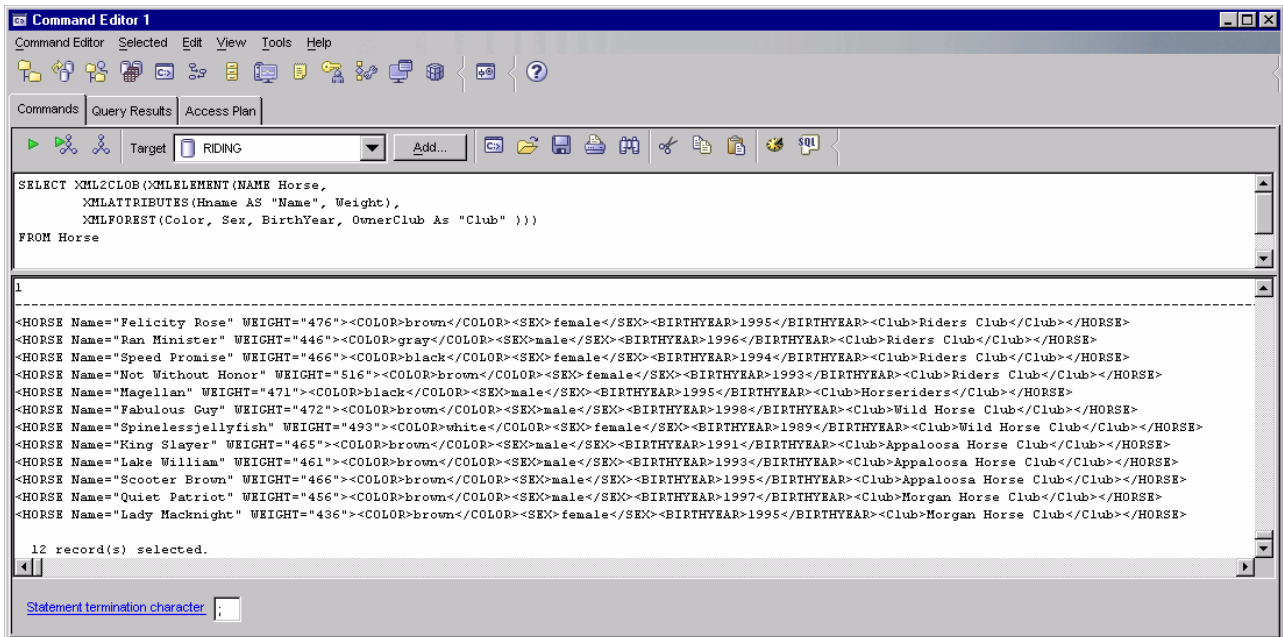 Command Editor 1
Command Editor Selected Edit View Tools Help
Commands Query Results Access Plan
Target RIDING Add... SQL
SELECT XML2CLOB(XMLELEMENT(NAME Horse,
XMLATTRIBUTES(Hname AS "Name", Weight),
XMLFOREST(Color, Sex, BirthYear, OwnerClub As "Club" )))
FROM Horse
1
--------------------------------------------------------------------------------
<HORSE Name="Felicity Rose" WEIGHT="476"><COLOR>brown</COLOR><SEX>female</SEX><BIRTHYEAR>1995</BIRTHYEAR><Club>Riders Club</Club></HORSE>
<HORSE Name="Ran Minister" WEIGHT="446"><COLOR>gray</COLOR><SEX>male</SEX><BIRTHYEAR>1996</BIRTHYEAR><Club>Riders Club</Club></HORSE>
<HORSE Name="Speed Promise" WEIGHT="466"><COLOR>black</COLOR><SEX>female</SEX><BIRTHYEAR>1994</BIRTHYEAR><Club>Riders Club</Club></HORSE>
<HORSE Name="Not Without Honor" WEIGHT="516"><COLOR>brown</COLOR><SEX>female</SEX><BIRTHYEAR>1993</BIRTHYEAR><Club>Riders Club</Club></HORSE>
<HORSE Name="Magellan" WEIGHT="471"><COLOR>black</COLOR><SEX>male</SEX><BIRTHYEAR>1995</BIRTHYEAR><Club>Horseriders</Club></HORSE>
<HORSE Name="Fabulous Guy" WEIGHT="472"><COLOR>brown</COLOR><SEX>male</SEX><BIRTHYEAR>1998</BIRTHYEAR><Club>Wild Horse Club</Club></HORSE>
<HORSE Name="Spinelessjellyfish" WEIGHT="493"><COLOR>white</COLOR><SEX>female</SEX><BIRTHYEAR>1989</BIRTHYEAR><Club>Wild Horse Club</Club></HORSE>
<HORSE Name="King Slayer" WEIGHT="465"><COLOR>brown</COLOR><SEX>male</SEX><BIRTHYEAR>1991</BIRTHYEAR><Club>Appaloosa Horse Club</Club></HORSE>
<HORSE Name="Lake William" WEIGHT="461"><COLOR>brown</COLOR><SEX>male</SEX><BIRTHYEAR>1993</BIRTHYEAR><Club>Appaloosa Horse Club</Club></HORSE>
<HORSE Name="Scooter Brown" WEIGHT="466"><COLOR>brown</COLOR><SEX>male</SEX><BIRTHYEAR>1995</BIRTHYEAR><Club>Appaloosa Horse Club</Club></HORSE>
<HORSE Name="Quiet Patriot" WEIGHT="456"><COLOR>brown</COLOR><SEX>male</SEX><BIRTHYEAR>1997</BIRTHYEAR><Club>Morgan Horse Club</Club></HORSE>
<HORSE Name="Lady Macknight" WEIGHT="436"><COLOR>brown</COLOR><SEX>female</SEX><BIRTHYEAR>1995</BIRTHYEAR><Club>Morgan Horse Club</Club></HORSE>
12 record(s) selected.
Statement termination character ;